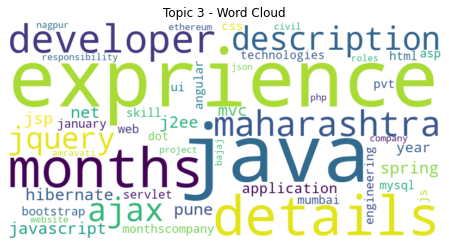 Topic 3 - Word Cloud
nagpur ethereum css civil
developer description
responsibility technologies html asp
exprience
json roles
angular
ui pvt
net skill mvc php
jsp january j2ee maharashtra
jquery web dot company year
amravati project
months java
bajaj engineering
hibernate servlet application spring
mysql
bootstrap ajax pune mumbai js
website
javascript monthscompany details